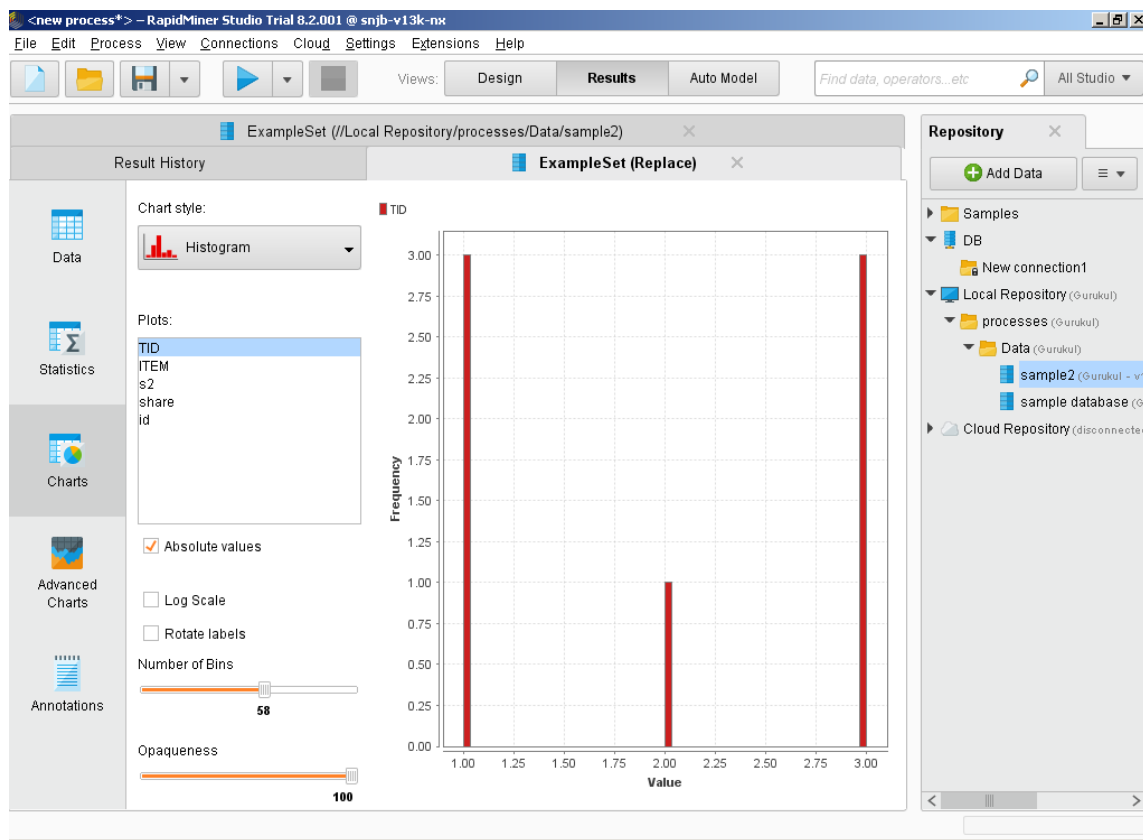 <new process*> – RapidMiner Studio Trial 8.2.001 @ snjb-v13k-nx
File Edit Process View Connections Cloud Settings Extensions Help
Views: Design Results Auto Model Find data, operators...etc All Studio
ExampleSet (//Local Repository/processes/Data/sample2)
Result History
ExampleSet (Replace)
Data
Statistics
Charts
Advanced
Charts
Annotations
Chart style:
Histogram
Plots:
TID
ITEM
s2
share
id
Absolute values
Log Scale
Rotate labels
Number of Bins
58
Opaqueness
100
TID
Frequency
3.00
2.75
2.50
2.25
2.00
1.75
1.50
1.25
1.00
0.75
0.50
0.25
0.00
1.00 1.25 1.50 1.75 2.00 2.25 2.50 2.75 3.00
Value
Repository
Add Data
Samples
DB
New connection1
Local Repository (Gurukul)
processes (Gurukul)
Data (Gurukul)
sample2 (Gurukul - v1
sample database (G
Cloud Repository (disconnected